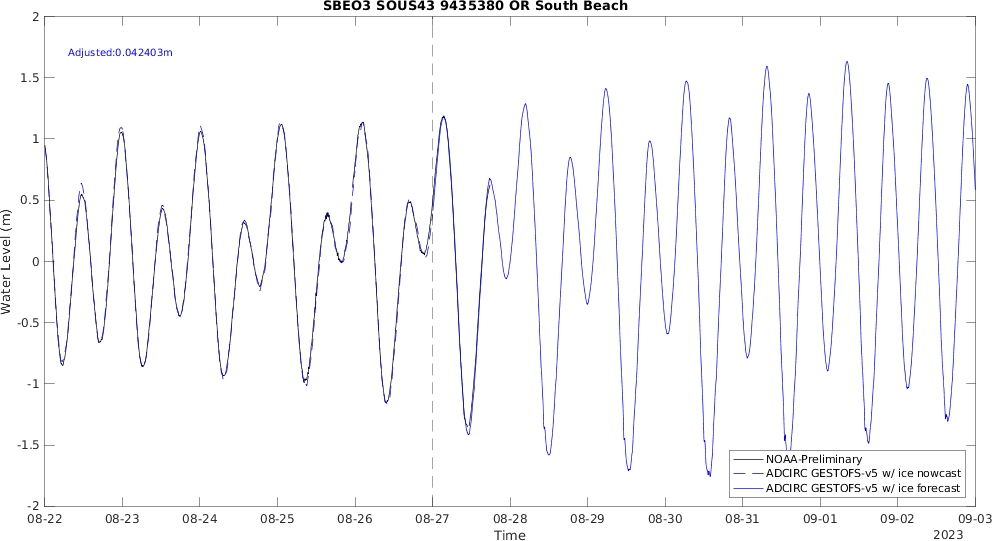 SBEO3 SOUS43 9435380 OR South Beach
Adjusted:0.042403m
Water Level (m)
2
1.5
1
0.5
0
-0.5
-1
-1.5
-2
NOAA-Preliminary
ADCIRC GESTOFS-v5 w/ ice nowcast
ADCIRC GESTOFS-v5 w/ ice forecast
08-22 08-23 08-24 08-25 08-26 08-27 08-28 08-29 08-30 08-31 09-01 09-02 09-03
Time
2023